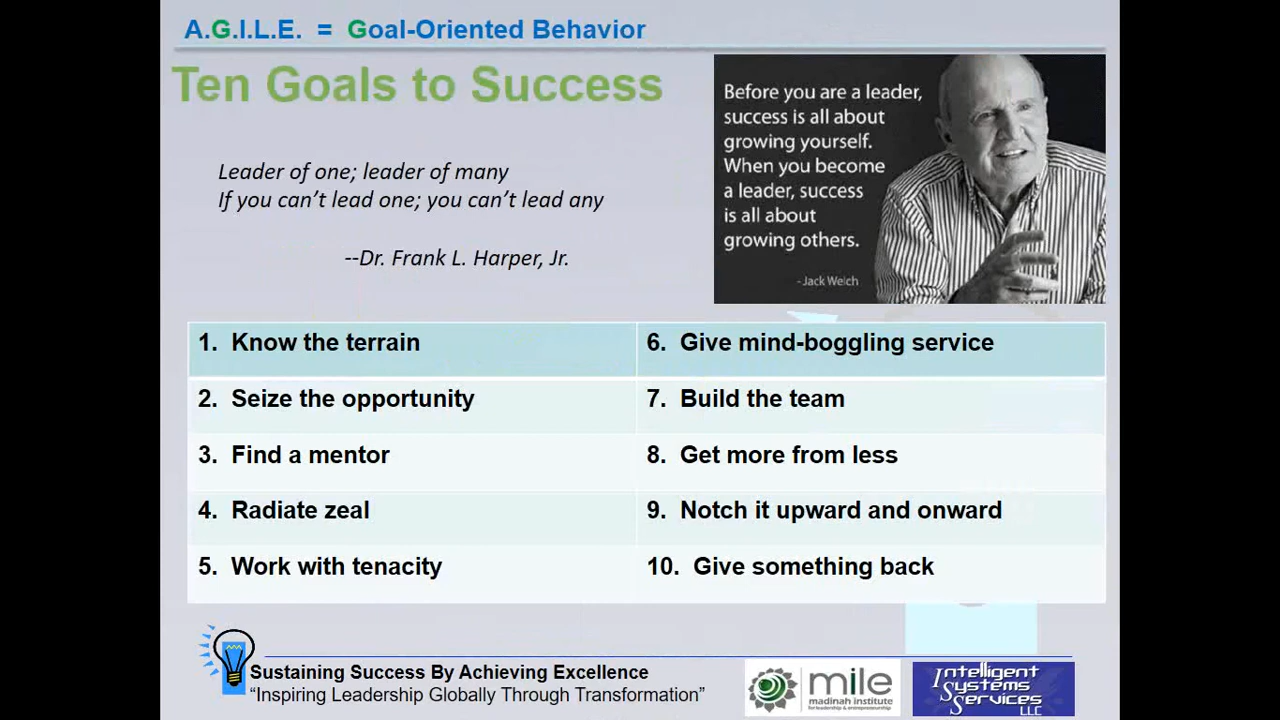 A.G.I.L.E. = Goal-Oriented Behavior
Ten Goals to Success
Leader of one; leader of many
If you can't lead one; you can't lead any
--Dr. Frank L. Harper, Jr.
Before you are a leader,
success is all about
growing yourself.
When you become
a leader, success
is all about
growing others.
- Jack Welch
1. Know the terrain
6. Give mind-boggling service
2. Seize the opportunity
7. Build the team
3. Find a mentor
8. Get more from less
4. Radiate zeal
9. Notch it upward and onward
5. Work with tenacity
10. Give something back
Sustaining Success By Achieving Excellence
“Inspiring Leadership Globally Through Transformation”
mile
madinah institute
for leadership & entrepreneurship
Intelligent
Systems
Services
LLC